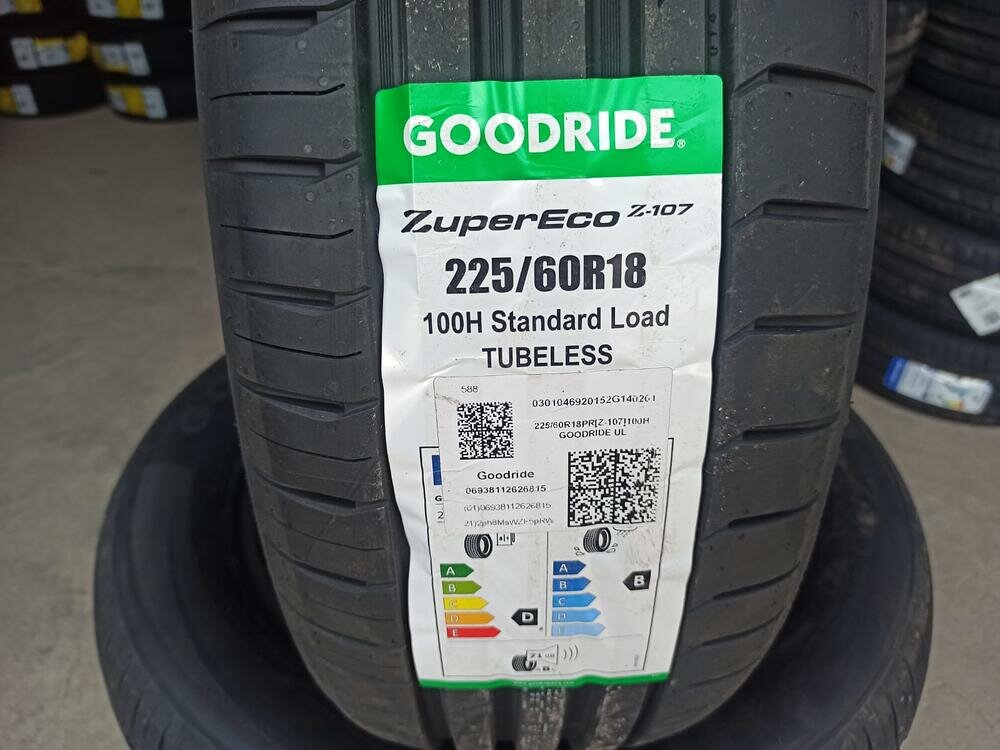 GOODRIDE®
ZuperEco Z-107
225/60R18
100H Standard Load
TUBELESS
588
225/60R18PR[Z-107]100H
GOODRIDE UL
Goodride
06938112626815
(01)06938112626815
G
2
A
B
C
D
E
D
A
B
C
D
E
B